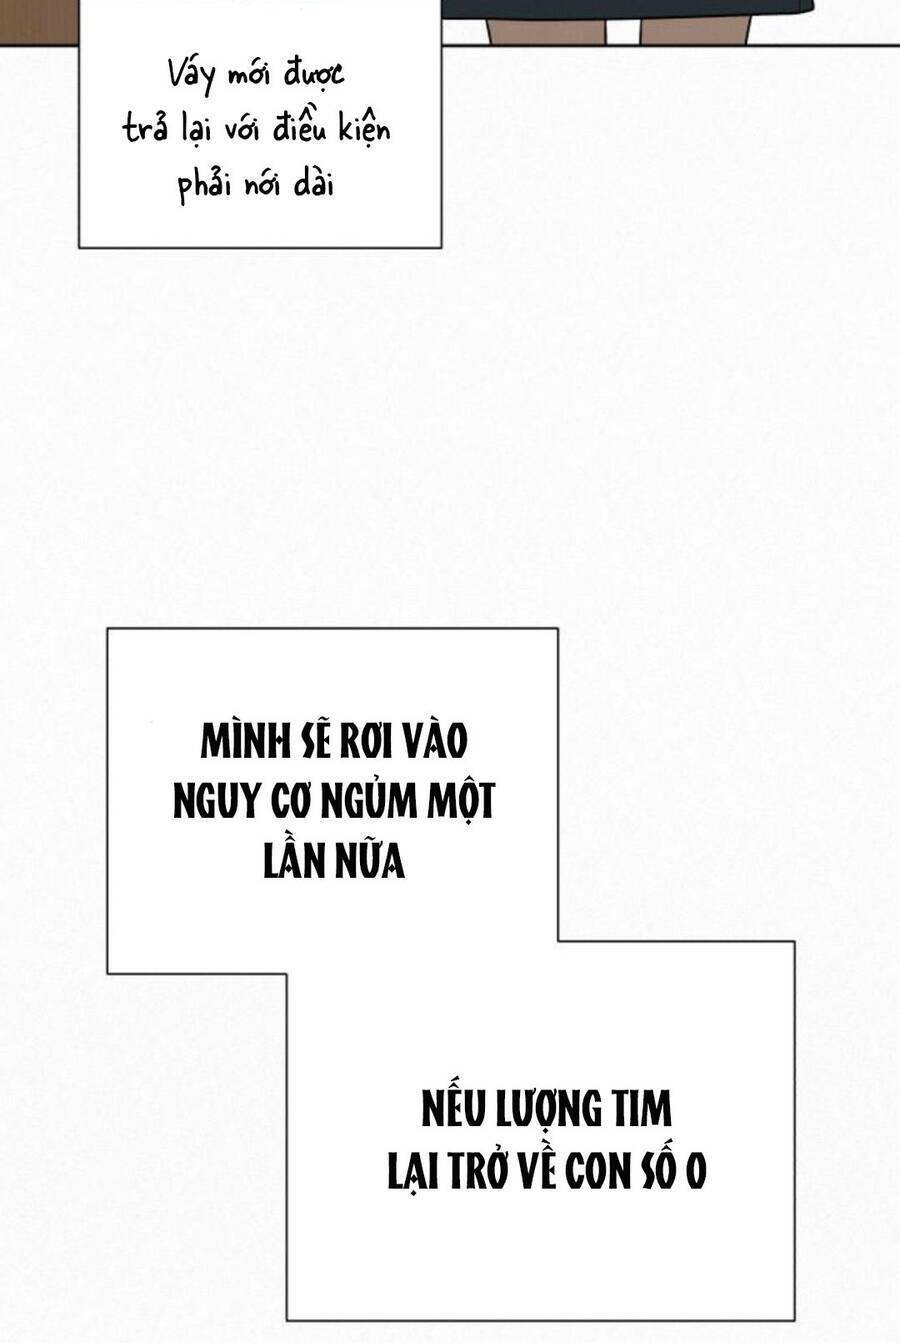 Váy mới được
trả lại với điều kiện
phải nới dài
MÌNH SẼ RƠI VÀO
NGUY CƠ NGỦM MỘT
LẦN NỮA
NẾU LƯỢNG TIM
LẠI TRỞ VỀ CON SỐ 0